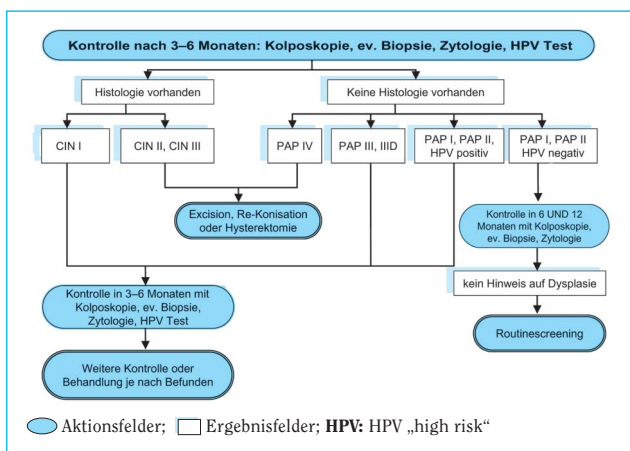 Kontrolle nach 3–6 Monaten: Kolposkopie, ev. Biopsie, Zytologie, HPV Test
Histologie vorhanden
Keine Histologie vorhanden
CIN I
CIN II, CIN III
PAP IV
PAP III, IIID
PAP I, PAP II,
HPV positiv
PAP I, PAP II
HPV negativ
Excision, Re-Konisation
oder Hysterektomie
Kontrolle in 6 UND 12
Monaten mit Kolposkopie,
ev. Biopsie, Zytologie
kein Hinweis auf Dysplasie
Kontrolle in 3–6 Monaten mit
Kolposkopie, ev. Biopsie,
Zytologie, HPV Test
Routinescreening
Weitere Kontrolle oder
Behandlung je nach Befunden
Aktionsfelder; Ergebnisfelder; HPV: HPV „high risk“